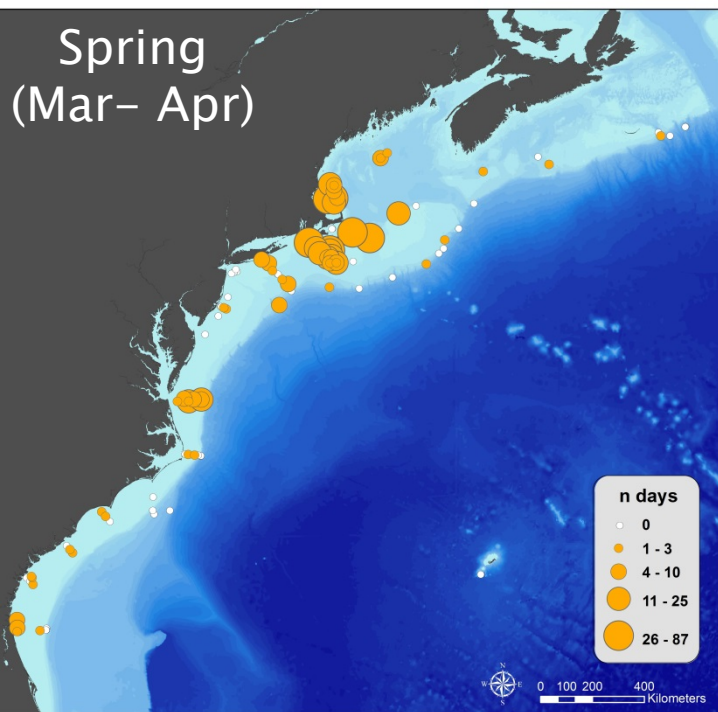 Spring
(Mar– Apr)
n days
0
1 - 3
4 - 10
11 - 25
26 - 87
N
W E
S
0 100 200 400
Kilometers